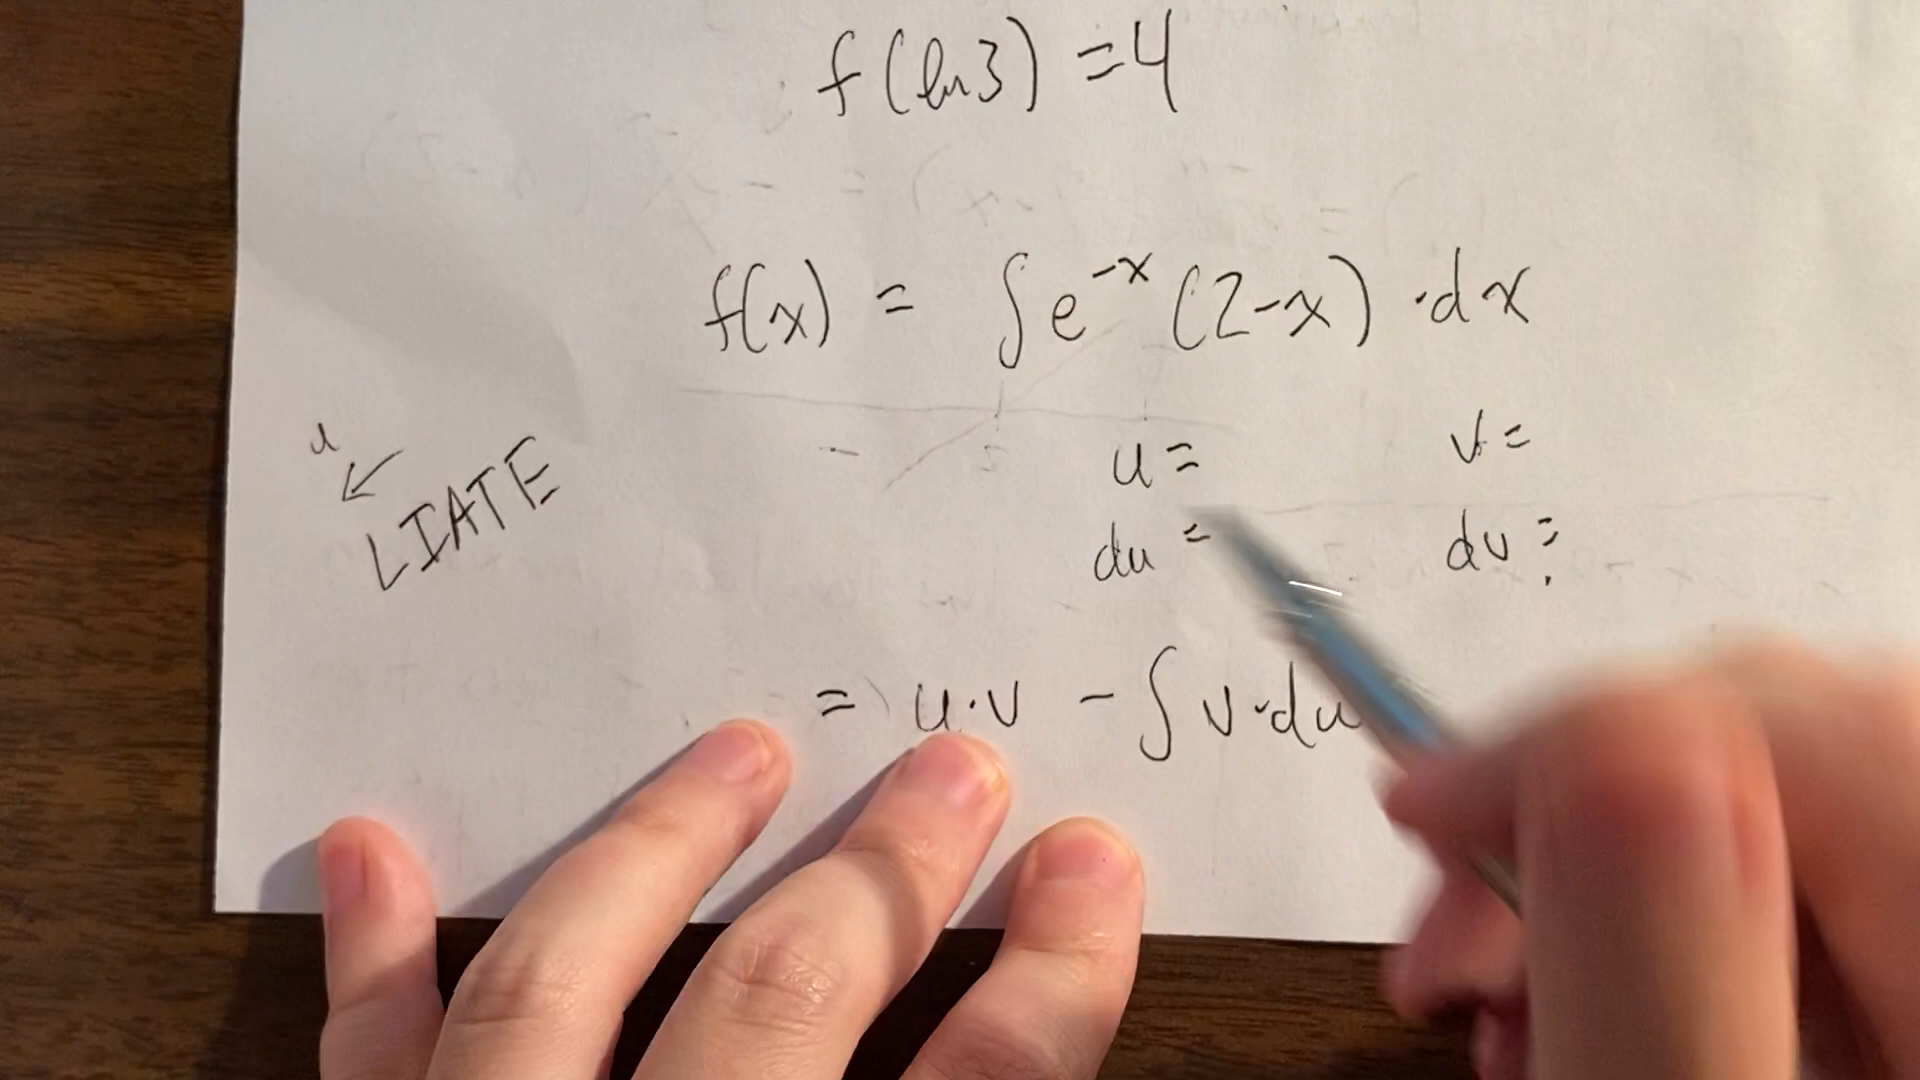 f(ln3) = 4
f(x) = ∫e^-x (2-x) ·dx
u
LIATE
u = v =
du = dv =
= u·v - ∫v·du